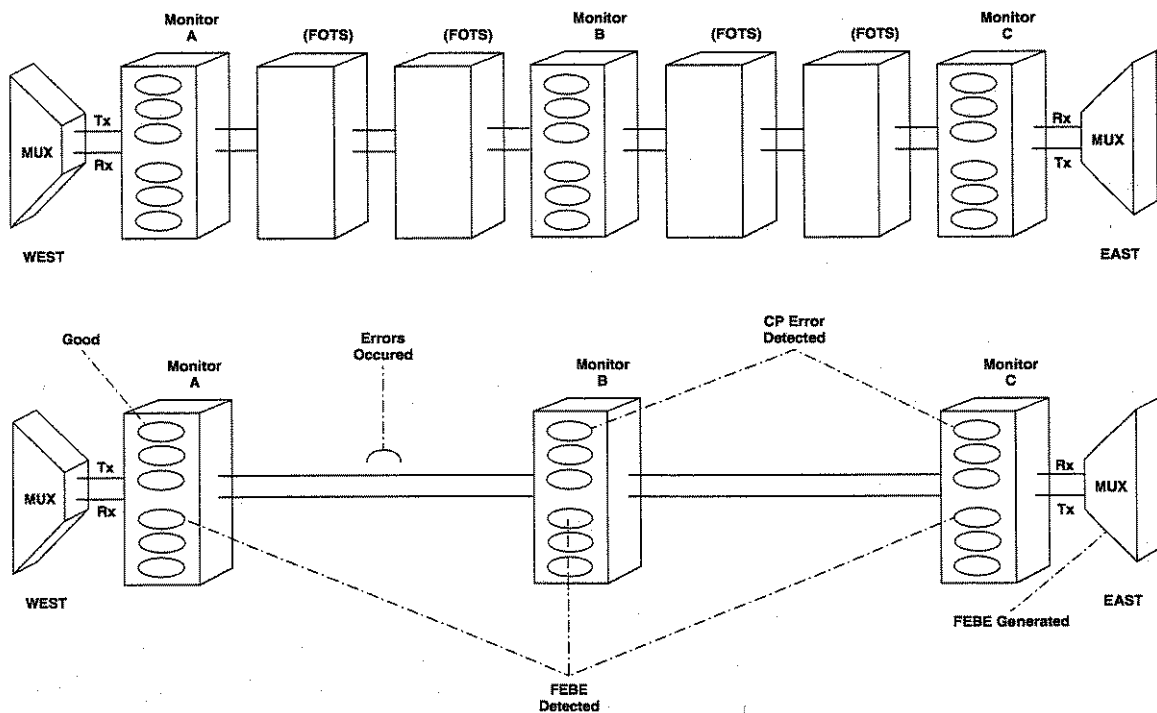 Monitor
A
(FOTS)
(FOTS)
Monitor
B
(FOTS)
(FOTS)
Monitor
C
Tx
MUX
Rx
Rx
MUX
Tx
WEST
EAST
Good
Errors
Occured
CP Error
Detected
Monitor
A
Monitor
B
Monitor
C
Tx
MUX
Rx
Rx
MUX
Tx
WEST
EAST
FEBE Generated
FEBE
Detected